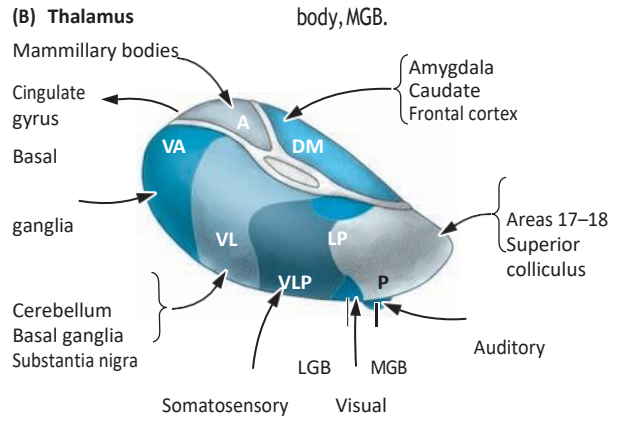 (B) Thalamus
body, MGB.
Mammillary bodies
Cingulate
gyrus
Basal
ganglia
Cerebellum
Basal ganglia
Substantia nigra
A
VA
DM
VL
LP
VLP
P
Amygdala
Caudate
Frontal cortex
Areas 17–18
Superior
colliculus
Auditory
LGB
MGB
Somatosensory
Visual